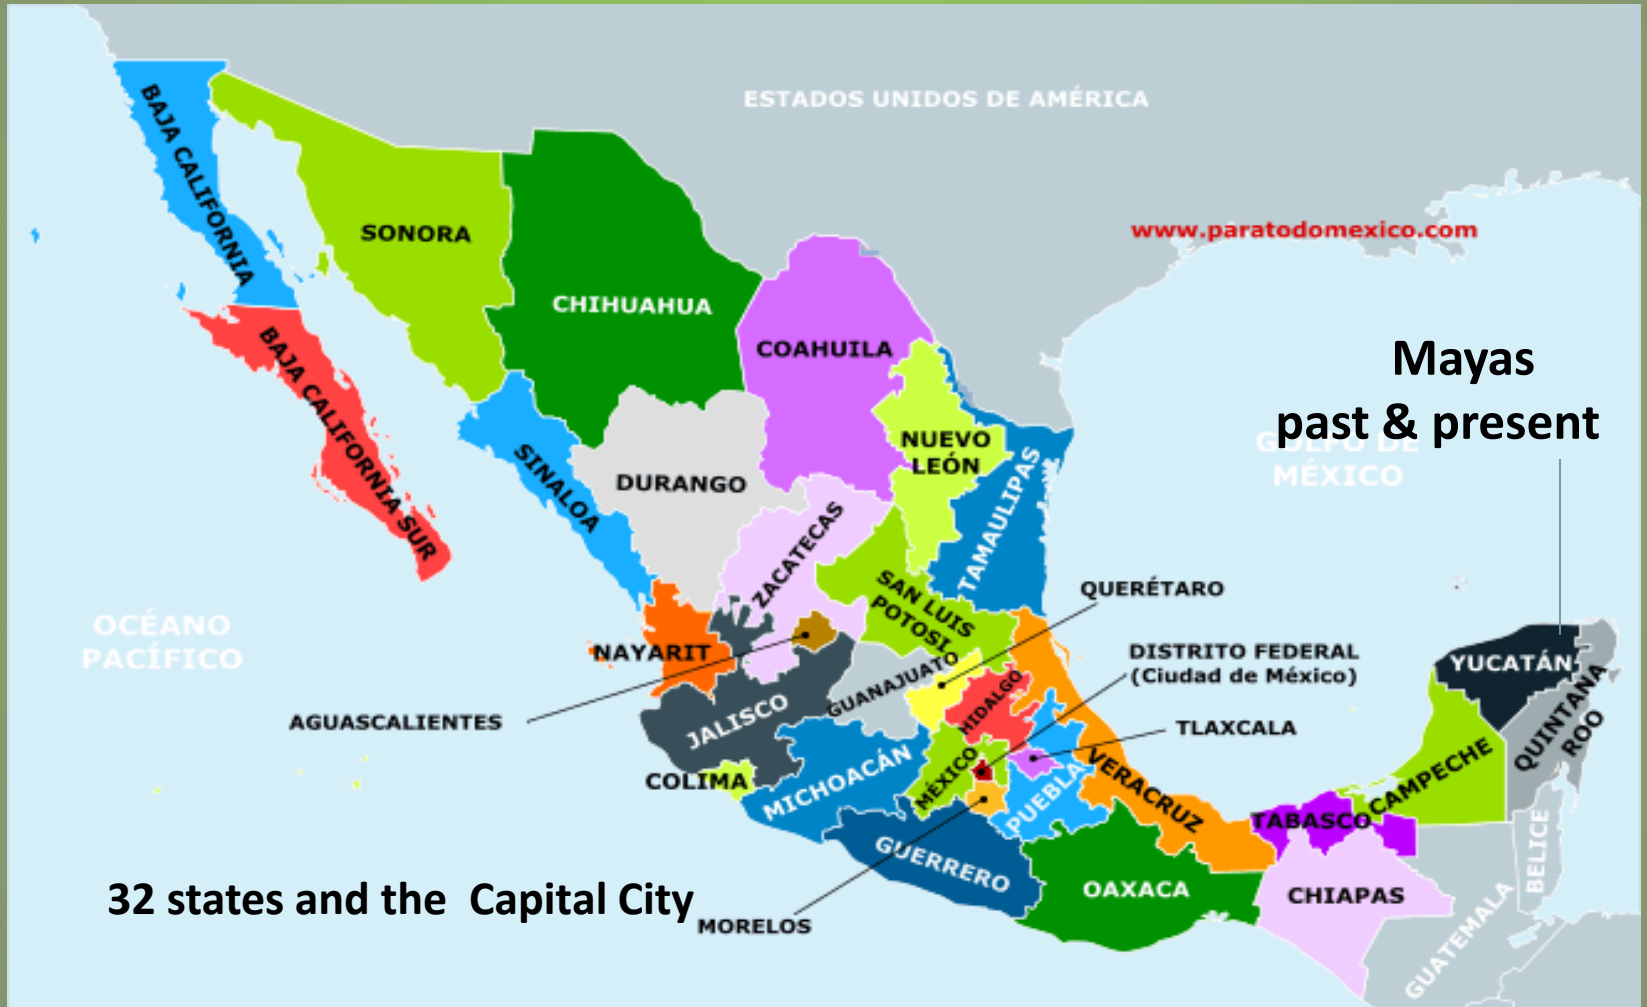 ESTADOS UNIDOS DE AMÉRICA
BAJA CALIFORNIA
SONORA
www.paratodomexico.com
CHIHUAHUA
COAHUILA
Mayas
past & present
GOLFO DE
MÉXICO
BAJA CALIFORNIA SUR
SINALOA
DURANGO
NUEVO
LEÓN
TAMAULIPAS
ZACATECAS
SAN LUIS
POTOSI
QUERÉTARO
OCÉANO
PACÍFICO
NAYARIT
GUANAJUATO
HIDALGO
DISTRITO FEDERAL
(Ciudad de México)
YUCATÁN
QUINTANA
ROO
AGUASCALIENTES
JALISCO
TLAXCALA
COLIMA
MICHOACÁN
MÉXICO
PUEBLA
VERACRUZ
TABASCO
CAMPECHE
GUERRERO
OAXACA
CHIAPAS
BELICE
GUATEMALA
32 states and the  Capital City
MORELOS